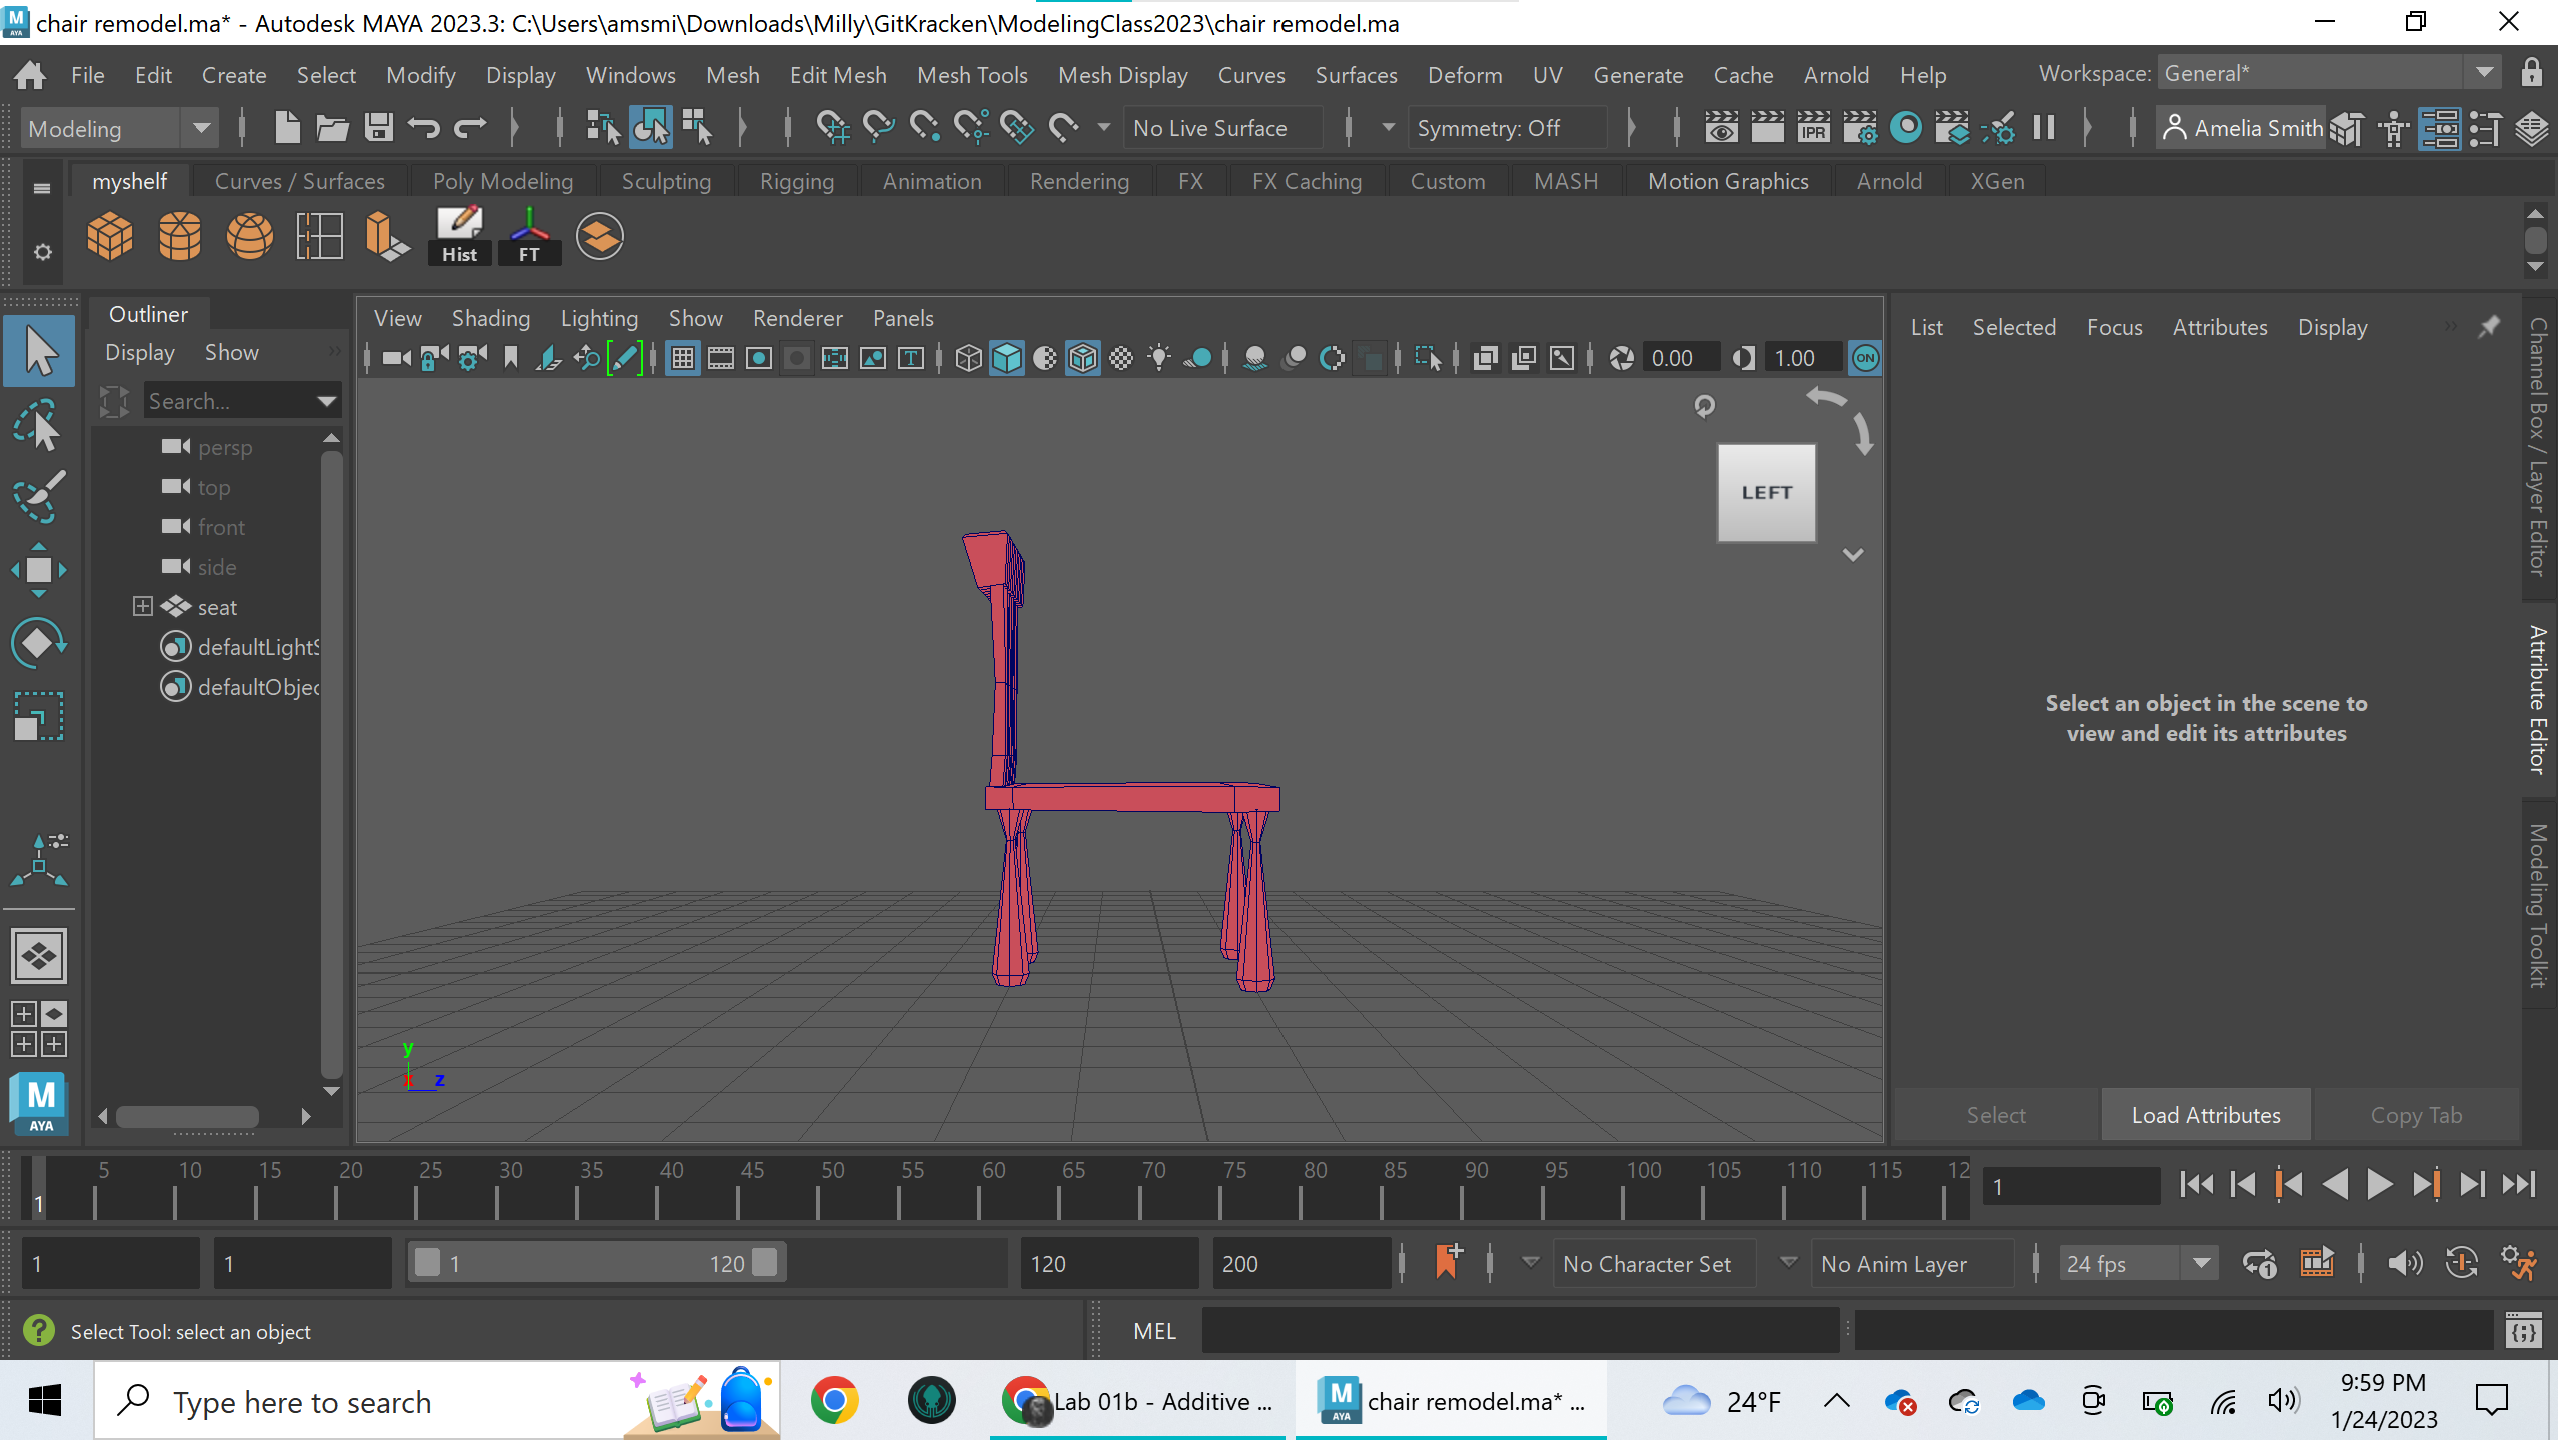 chair remodel.ma* - Autodesk MAYA 2023.3: C:\Users\amsmi\Downloads\Milly\GitKracken\ModelingClass2023\chair remodel.ma
File Edit Create Select Modify Display Windows Mesh Edit Mesh Mesh Tools Mesh Display Curves Surfaces Deform UV Generate Cache Arnold Help Workspace: General*
Modeling No Live Surface Symmetry: Off IPR Amelia Smith
myshelf Curves / Surfaces Poly Modeling Sculpting Rigging Animation Rendering FX FX Caching Custom MASH Motion Graphics Arnold XGen
Hist FT
Outliner
Display Show
Search...
persp
top
front
side
seat
defaultLightS
defaultObjec
View Shading Lighting Show Renderer Panels
0.00 1.00 ON
LEFT
y
x z
List Selected Focus Attributes Display
Select an object in the scene to
view and edit its attributes
Select Load Attributes Copy Tab
Channel Box / Layer Editor
Attribute Editor
Modeling Toolkit
M
AYA
5 10 15 20 25 30 35 40 45 50 55 60 65 70 75 80 85 90 95 100 105 110 115 12
1 1
1 1 1 120 120 200 No Character Set No Anim Layer 24 fps
Select Tool: select an object MEL
Type here to search Lab 01b - Additive ... chair remodel.ma* ... 24°F 9:59 PM
1/24/2023